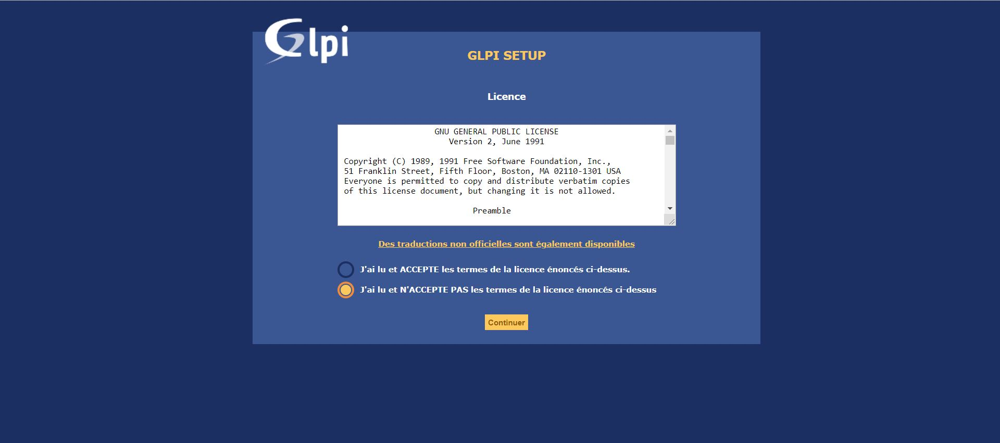 Glpi
GLPI SETUP
Licence
GNU GENERAL PUBLIC LICENSE
Version 2, June 1991
Copyright (C) 1989, 1991 Free Software Foundation, Inc.,
51 Franklin Street, Fifth Floor, Boston, MA 02110-1301 USA
Everyone is permitted to copy and distribute verbatim copies
of this license document, but changing it is not allowed.
Preamble
Des traductions non officielles sont également disponibles
J'ai lu et ACCEPTE les termes de la licence énoncés ci-dessus.
J'ai lu et N'ACCEPTE PAS les termes de la licence énoncés ci-dessus
Continuer